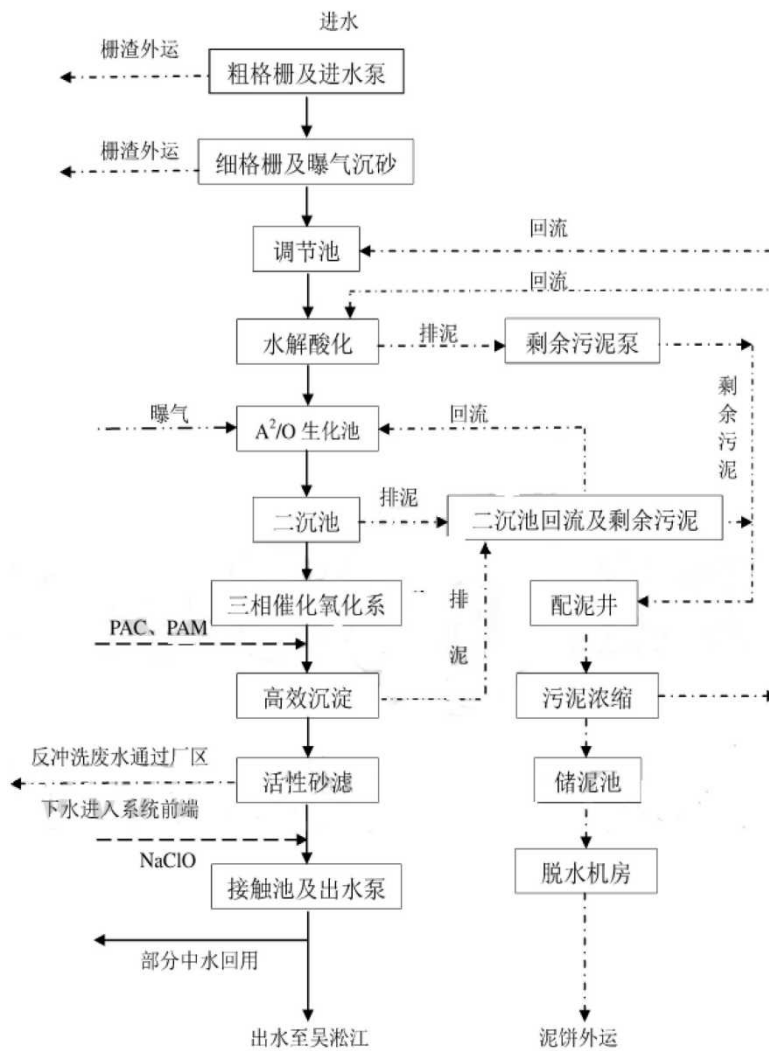 进水
栅渣外运
粗格栅及进水泵
栅渣外运
细格栅及曝气沉砂
回流
调节池
回流
水解酸化
排泥
剩余污泥泵
剩余污泥
曝气
A²/O 生化池
回流
二沉池
排泥
二沉池回流及剩余污泥
三相催化氧化系
排泥
配泥井
PAC、PAM
高效沉淀
污泥浓缩
反冲洗废水通过厂区
活性砂滤
储泥池
下水进入系统前端
NaClO
接触池及出水泵
脱水机房
部分中水回用
出水至吴淞江
泥饼外运